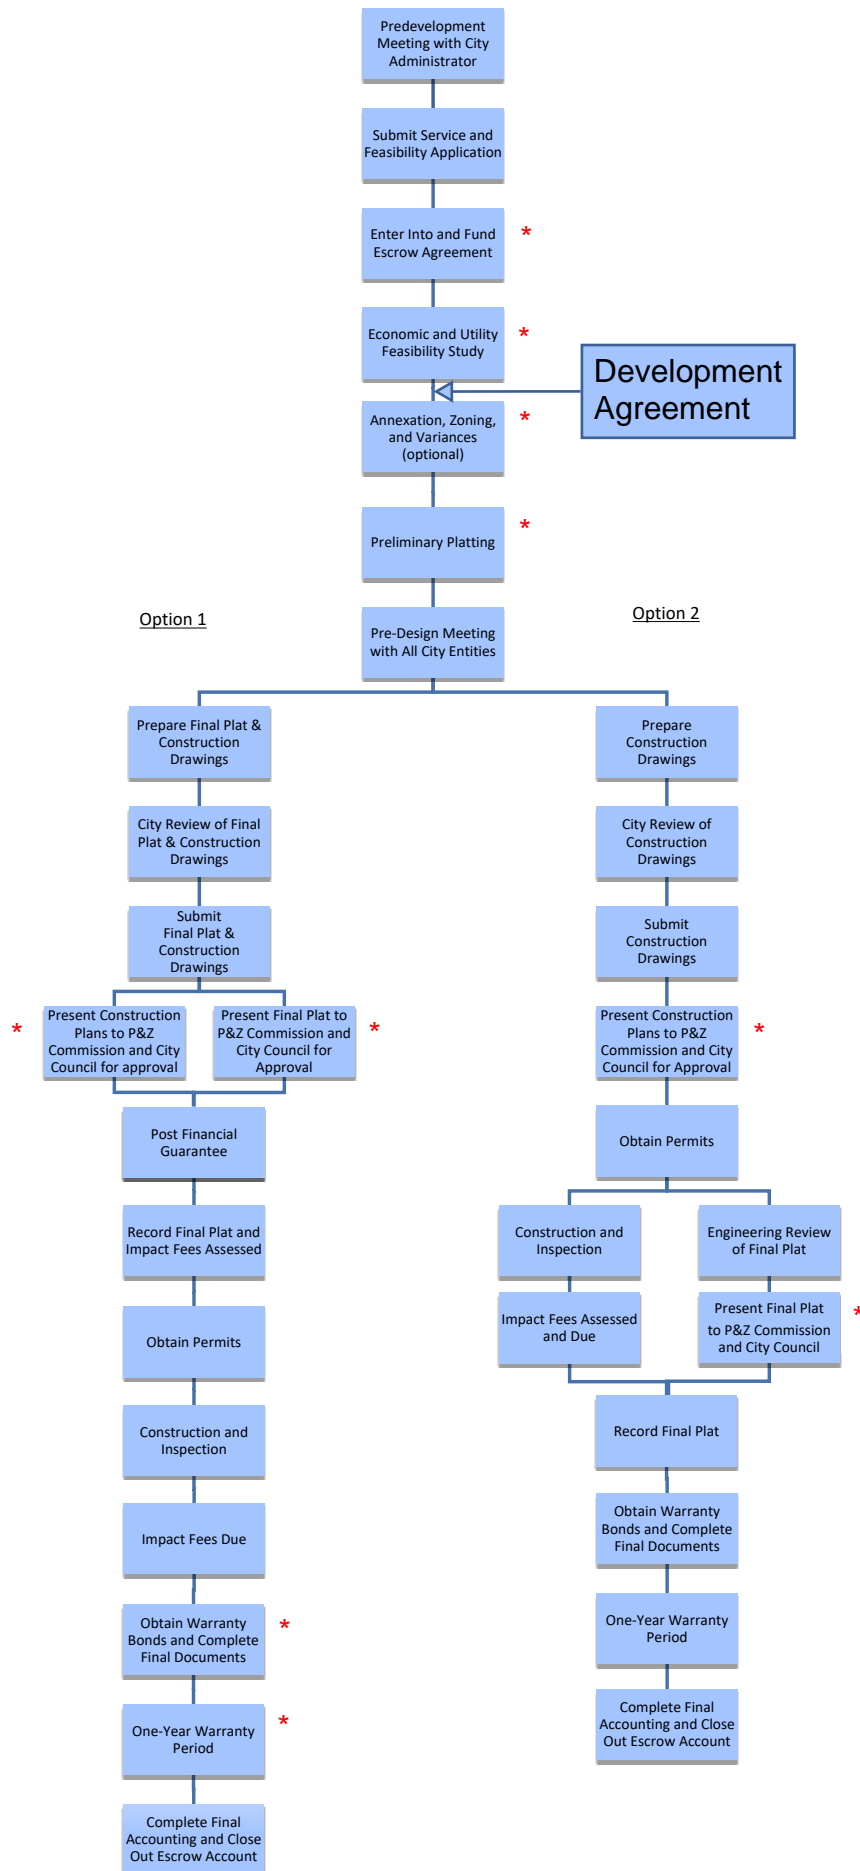 Predevelopment
Meeting with City
Administrator
Submit Service and
Feasibility Application
Enter Into and Fund
Escrow Agreement
*
Economic and Utility
Feasibility Study
*
Development
Agreement
Annexation, Zoning,
and Variances
(optional)
*
Preliminary Platting
*
Pre-Design Meeting
with All City Entities
Option 1
Prepare Final Plat &
Construction
Drawings
City Review of Final
Plat & Construction
Drawings
Submit
Final Plat &
Construction
Drawings
*
Present Construction
Plans to P&Z
Commission and City
Council for approval
Present Final Plat to
P&Z Commission and
City Council for
Approval
*
Post Financial
Guarantee
Record Final Plat and
Impact Fees Assessed
Obtain Permits
Construction and
Inspection
Impact Fees Due
Obtain Warranty
Bonds and Complete
Final Documents
*
One-Year Warranty
Period
*
Complete Final
Accounting and Close
Out Escrow Account
Option 2
Prepare
Construction
Drawings
City Review of
Construction
Drawings
Submit
Construction
Drawings
Present Construction
Plans to P&Z
Commission and City
Council for Approval
*
Obtain Permits
Construction and
Inspection
Engineering Review
of Final Plat
Impact Fees Assessed
and Due
Present Final Plat
to P&Z Commission
and City Council
*
Record Final Plat
Obtain Warranty
Bonds and Complete
Final Documents
One-Year Warranty
Period
Complete Final
Accounting and Close
Out Escrow Account